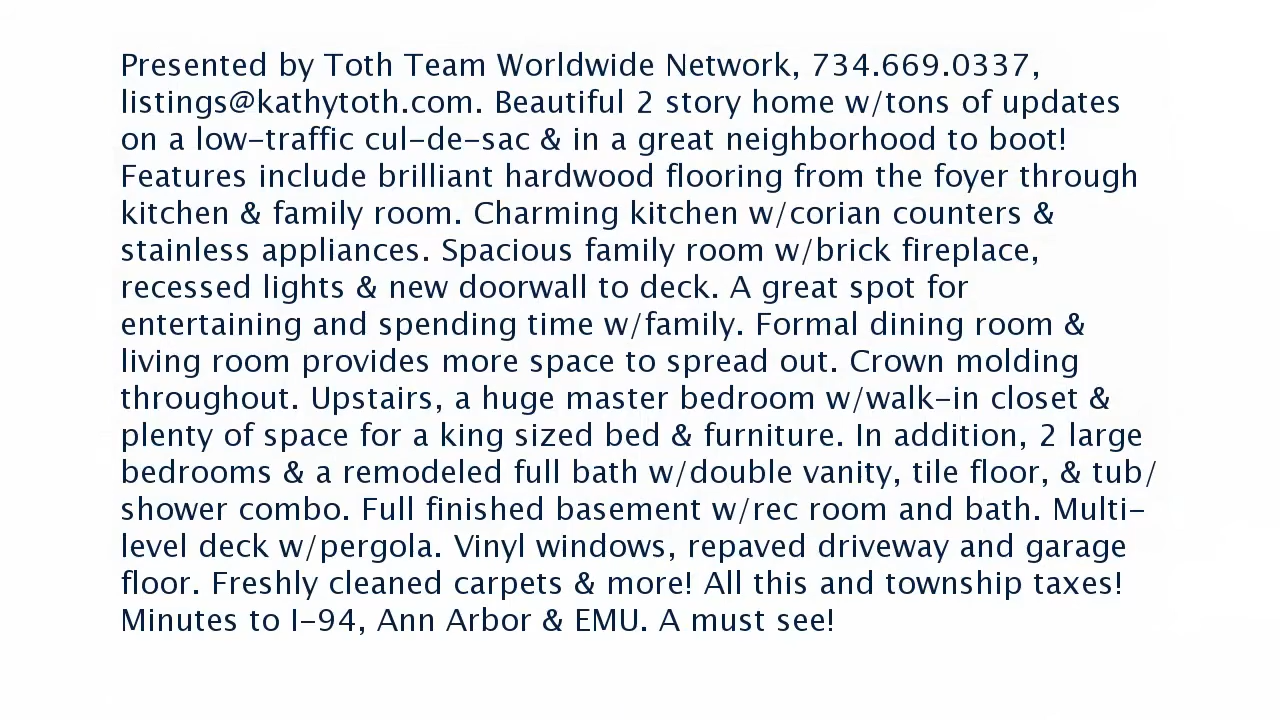 Presented by Toth Team Worldwide Network, 734.669.0337,
listings@kathytoth.com. Beautiful 2 story home w/tons of updates
on a low-traffic cul-de-sac & in a great neighborhood to boot!
Features include brilliant hardwood flooring from the foyer through
kitchen & family room. Charming kitchen w/corian counters &
stainless appliances. Spacious family room w/brick fireplace,
recessed lights & new doorwall to deck. A great spot for
entertaining and spending time w/family. Formal dining room &
living room provides more space to spread out. Crown molding
throughout. Upstairs, a huge master bedroom w/walk-in closet &
plenty of space for a king sized bed & furniture. In addition, 2 large
bedrooms & a remodeled full bath w/double vanity, tile floor, & tub/
shower combo. Full finished basement w/rec room and bath. Multi-
level deck w/pergola. Vinyl windows, repaved driveway and garage
floor. Freshly cleaned carpets & more! All this and township taxes!
Minutes to I-94, Ann Arbor & EMU. A must see!